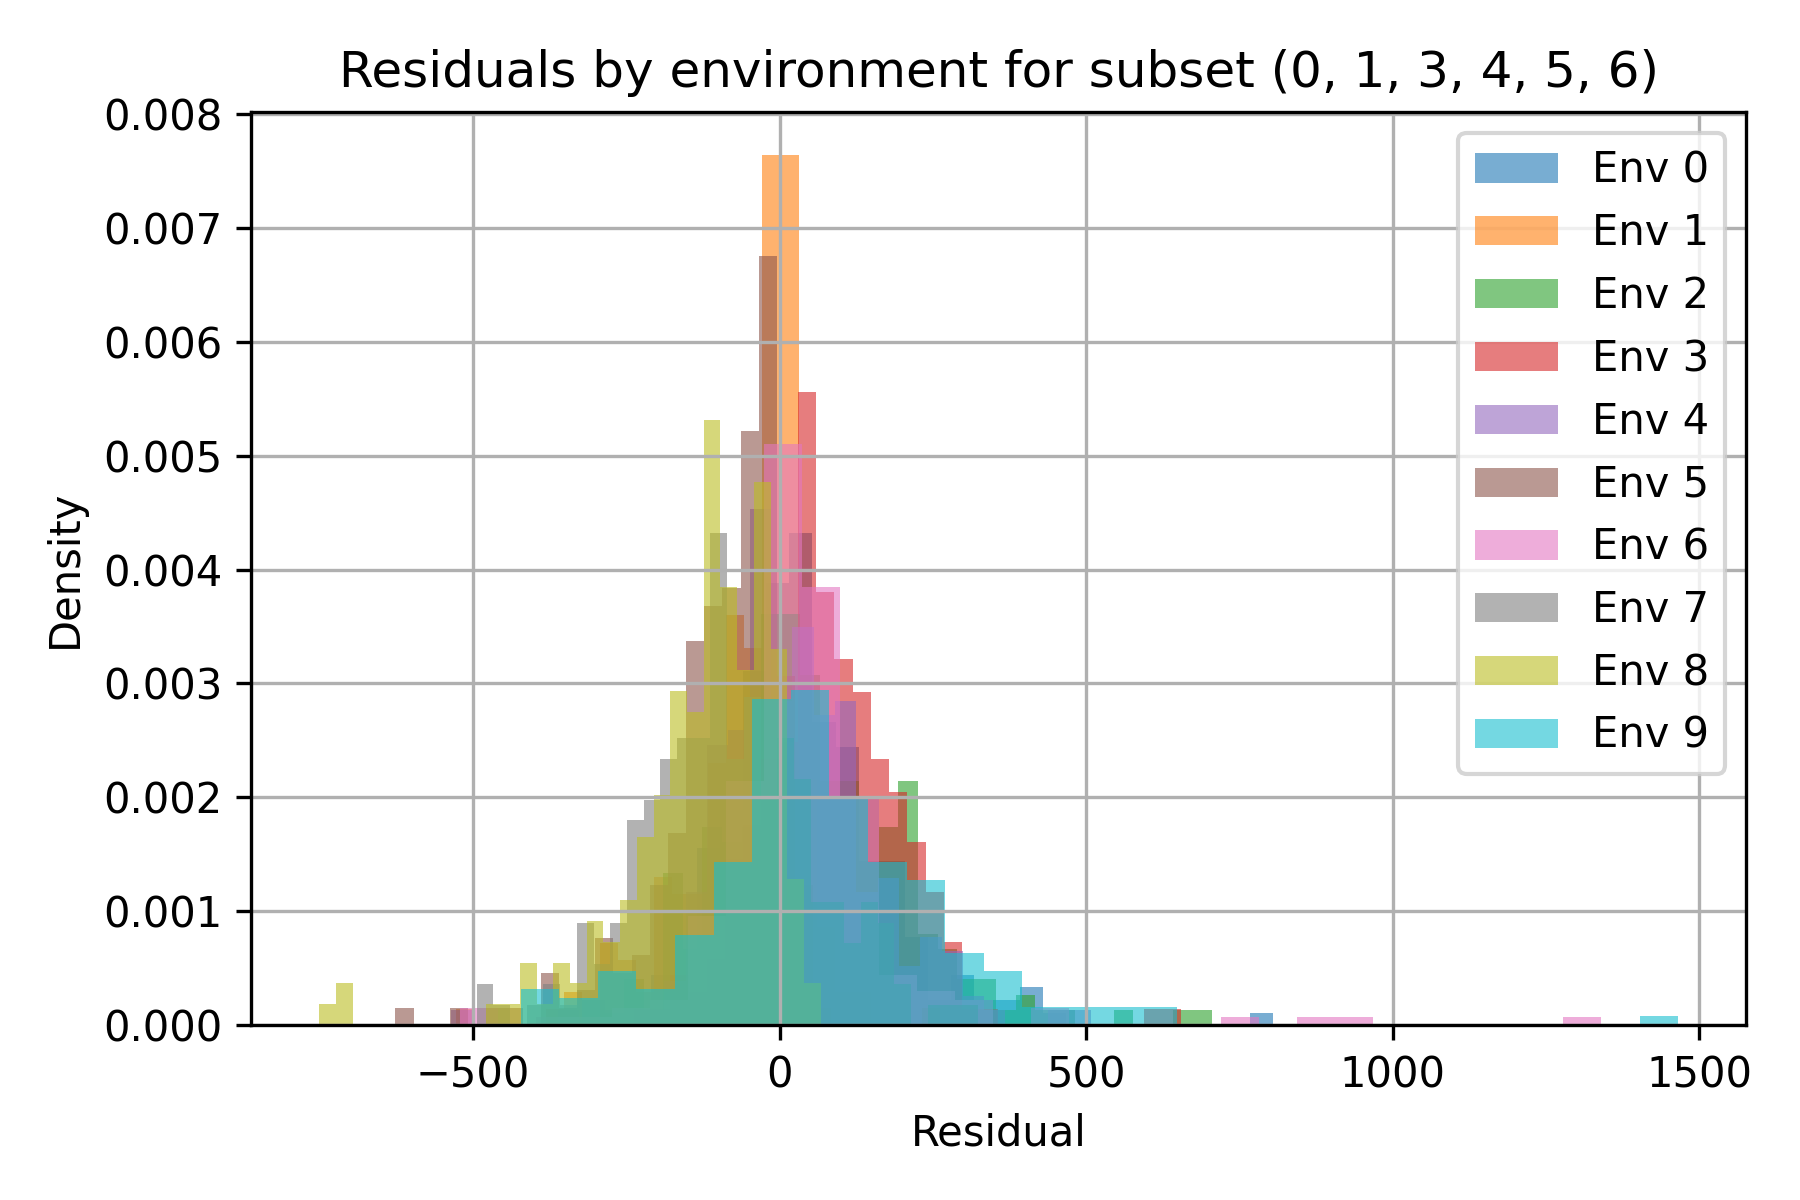 Residuals by environment for subset (0, 1, 3, 4, 5, 6)
0.008
0.007
0.006
0.005
0.004
0.003
0.002
0.001
0.000
Density
−500
0
500
1000
1500
Residual
Env 0
Env 1
Env 2
Env 3
Env 4
Env 5
Env 6
Env 7
Env 8
Env 9